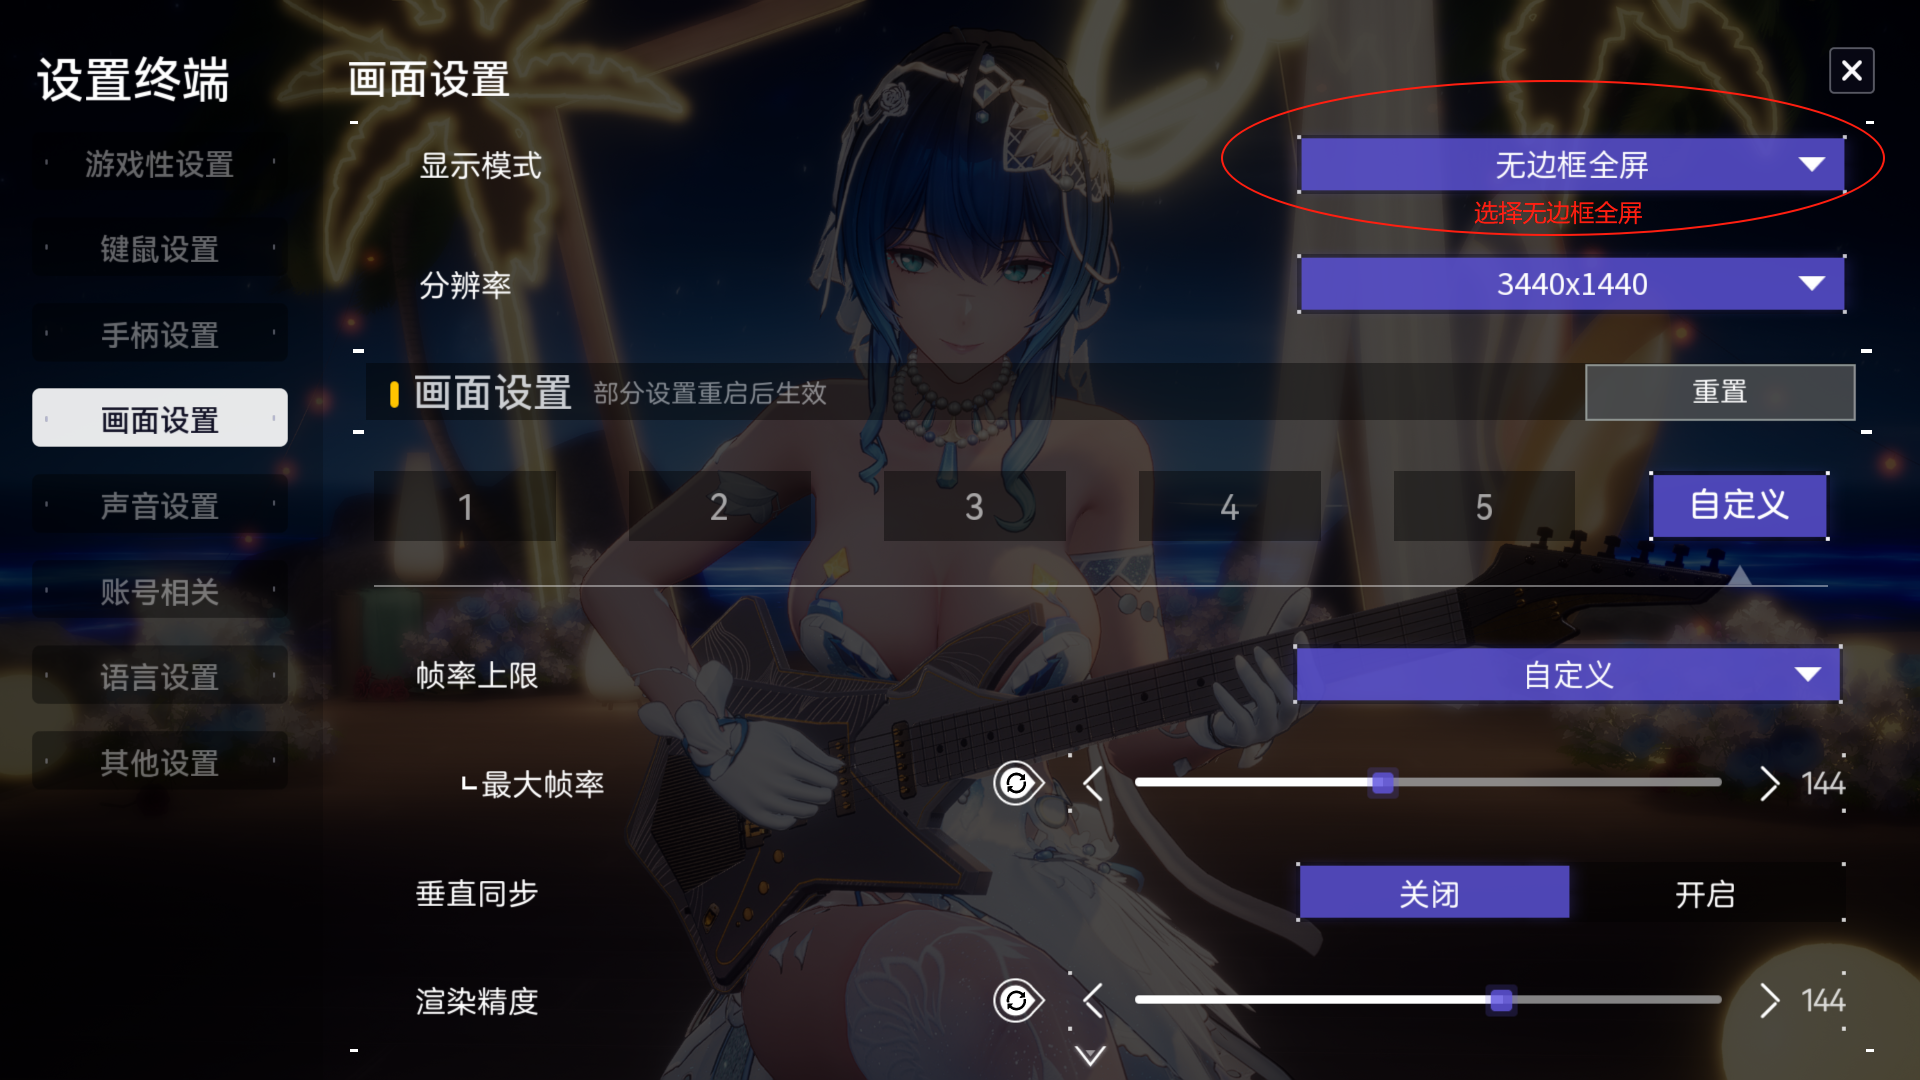 设置终端
游戏性设置
键鼠设置
手柄设置
画面设置
声音设置
账号相关
语言设置
其他设置
画面设置
显示模式
无边框全屏
选择无边框全屏
分辨率
3440x1440
画面设置 部分设置重启后生效
重置
1 2 3 4 5 自定义
帧率上限
自定义
最大帧率
144
垂直同步
关闭 开启
渲染精度
144